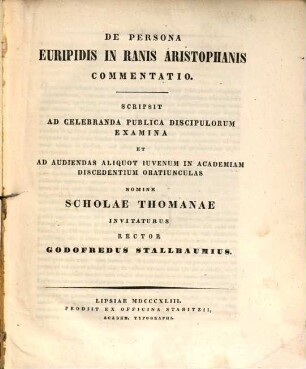 DE PERSONA
EURIPIDIS IN RANIS ARISTOPHANIS
COMMENTATIO.
SCRIPSIT
AD CELEBRANDA PUBLICA DISCIPULORUM
EXAMINA
ET
AD AUDIENDAS ALIQUOT IUVENUM IN ACADEMIAM
DISCEDENTIUM ORATIUNCULAS
NOMINE
SCHOLAE THOMANAE
INVITATURUS
RECTOR
GODOFREDUS STALLBAUMIUS.
LIPSIAE MDCCCXLIII.
PRODIIT EX OFFICINA STARITZII,
ACADEM. TYPOGRAPHI.